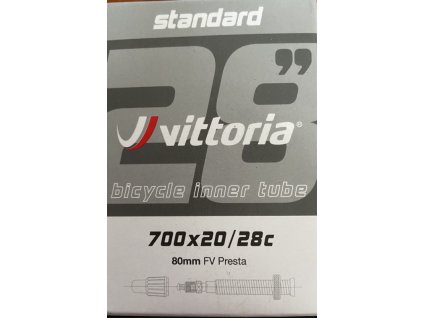 standard
28”
vittoria®
bicycle inner tube
700x20/28c
80mm FV Presta